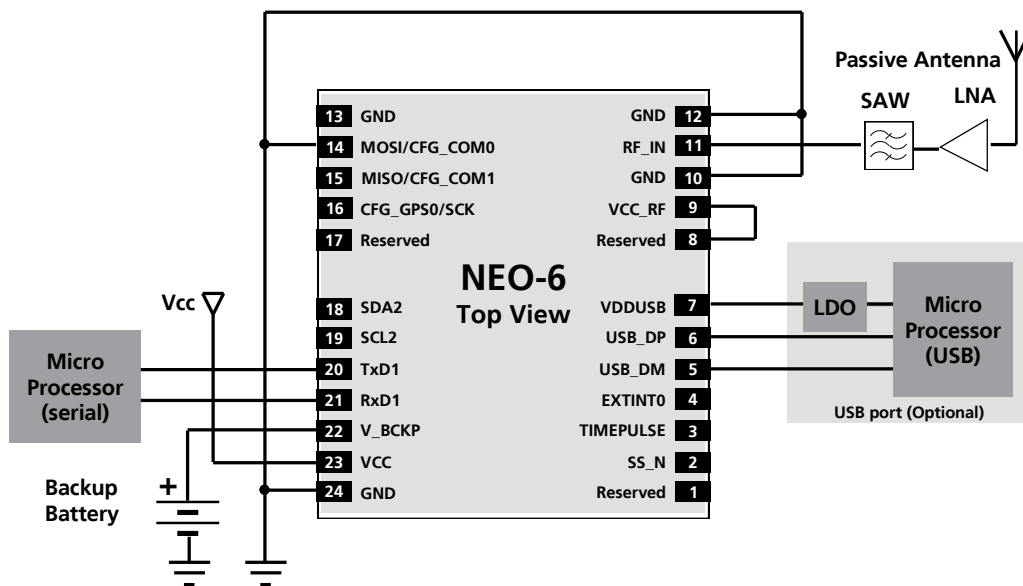 Passive Antenna
SAW
LNA
13 GND
14 MOSI/CFG_COM0
15 MISO/CFG_COM1
16 CFG_GPS0/SCK
17 Reserved
18 SDA2
19 SCL2
20 TxD1
21 RxD1
22 V_BCKP
23 VCC
24 GND
NEO-6
Top View
GND 12
RF_IN 11
GND 10
VCC_RF 9
Reserved 8
VDDUSB 7
USB_DP 6
USB_DM 5
EXTINT0 4
TIMEPULSE 3
SS_N 2
Reserved 1
Vcc
Micro
Processor
(serial)
Backup
Battery
+
LDO
Micro
Processor
(USB)
USB port (Optional)